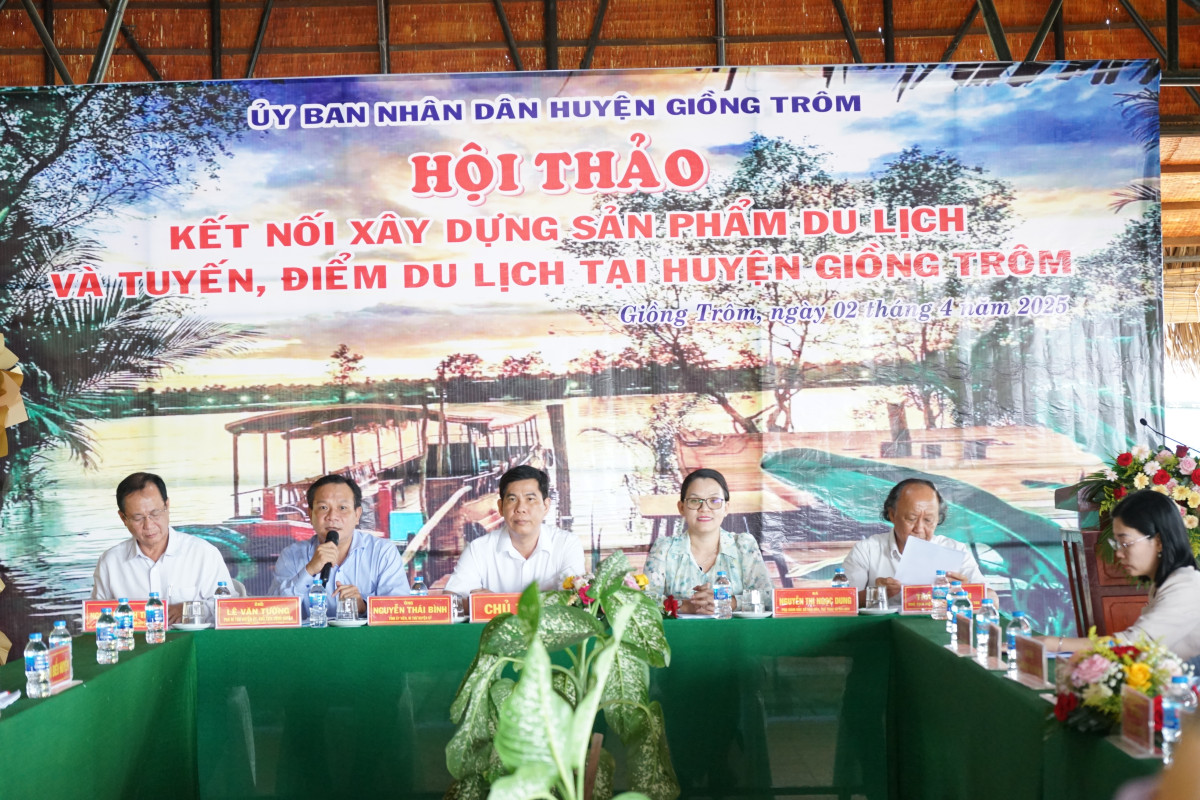 ỦY BAN NHÂN DÂN HUYỆN GIỒNG TRÔM
HỘI THẢO
KẾT NỐI XÂY DỰNG SẢN PHẨM DU LỊCH
VÀ TUYẾN, ĐIỂM DU LỊCH TẠI HUYỆN GIỒNG TRÔM
Giồng Trôm, ngày 02 tháng 4 năm 2025
LÊ VĂN TƯỜNG
NGUYỄN THÁI BÌNH
CHỦ
NGUYỄN THỊ NGỌC DUNG